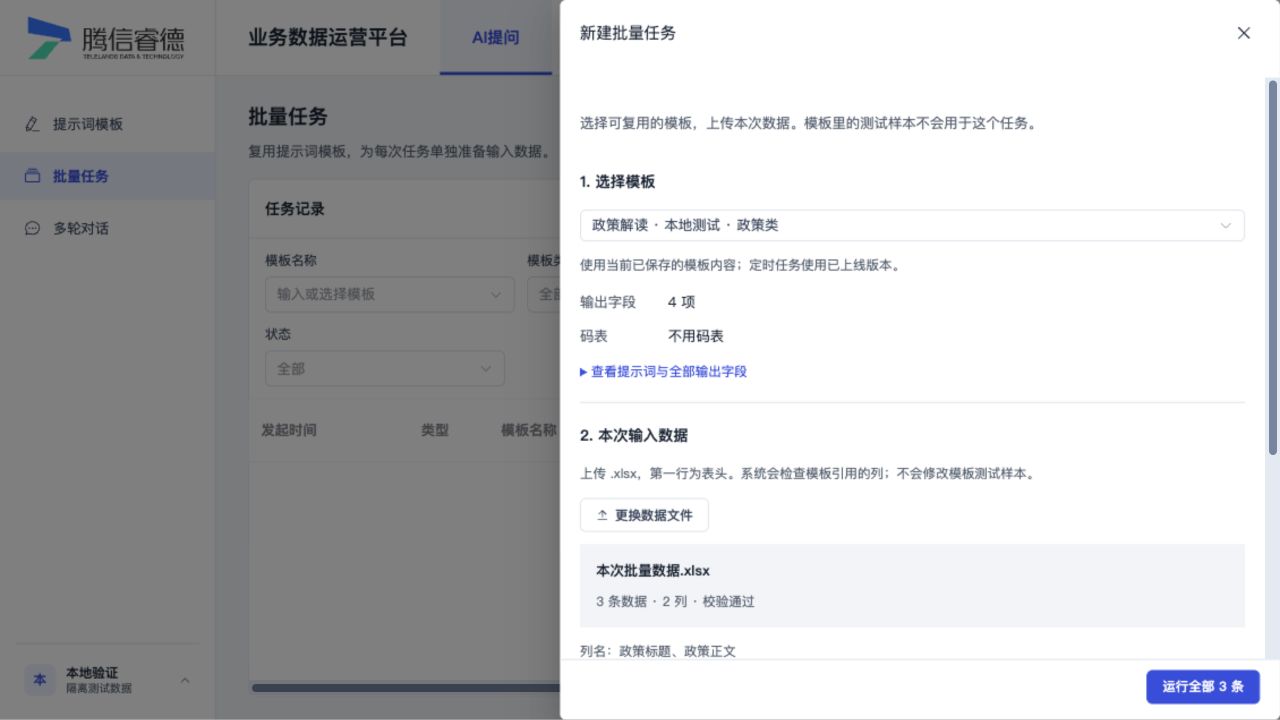 腾信睿德
TELELANDS DATA & TECHNOLOGY
业务数据运营平台
AI提问
提示词模板
批量任务
多轮对话
本
本地验证
隔离测试数据
批量任务
复用提示词模板，为每次任务单独准备输入数据。
任务记录
模板名称
模板类
输入或选择模板
全部
状态
全部
发起时间
类型
模板名称
新建批量任务
选择可复用的模板，上传本次数据。模板里的测试样本不会用于这个任务。
1. 选择模板
政策解读 · 本地测试 · 政策类
使用当前已保存的模板内容；定时任务使用已上线版本。
输出字段 4 项
码表 不用码表
▸ 查看提示词与全部输出字段
2. 本次输入数据
上传 .xlsx，第一行为表头。系统会检查模板引用的列；不会修改模板测试样本。
更换数据文件
本次批量数据.xlsx
3 条数据 · 2 列 · 校验通过
列名：政策标题、政策正文
运行全部 3 条